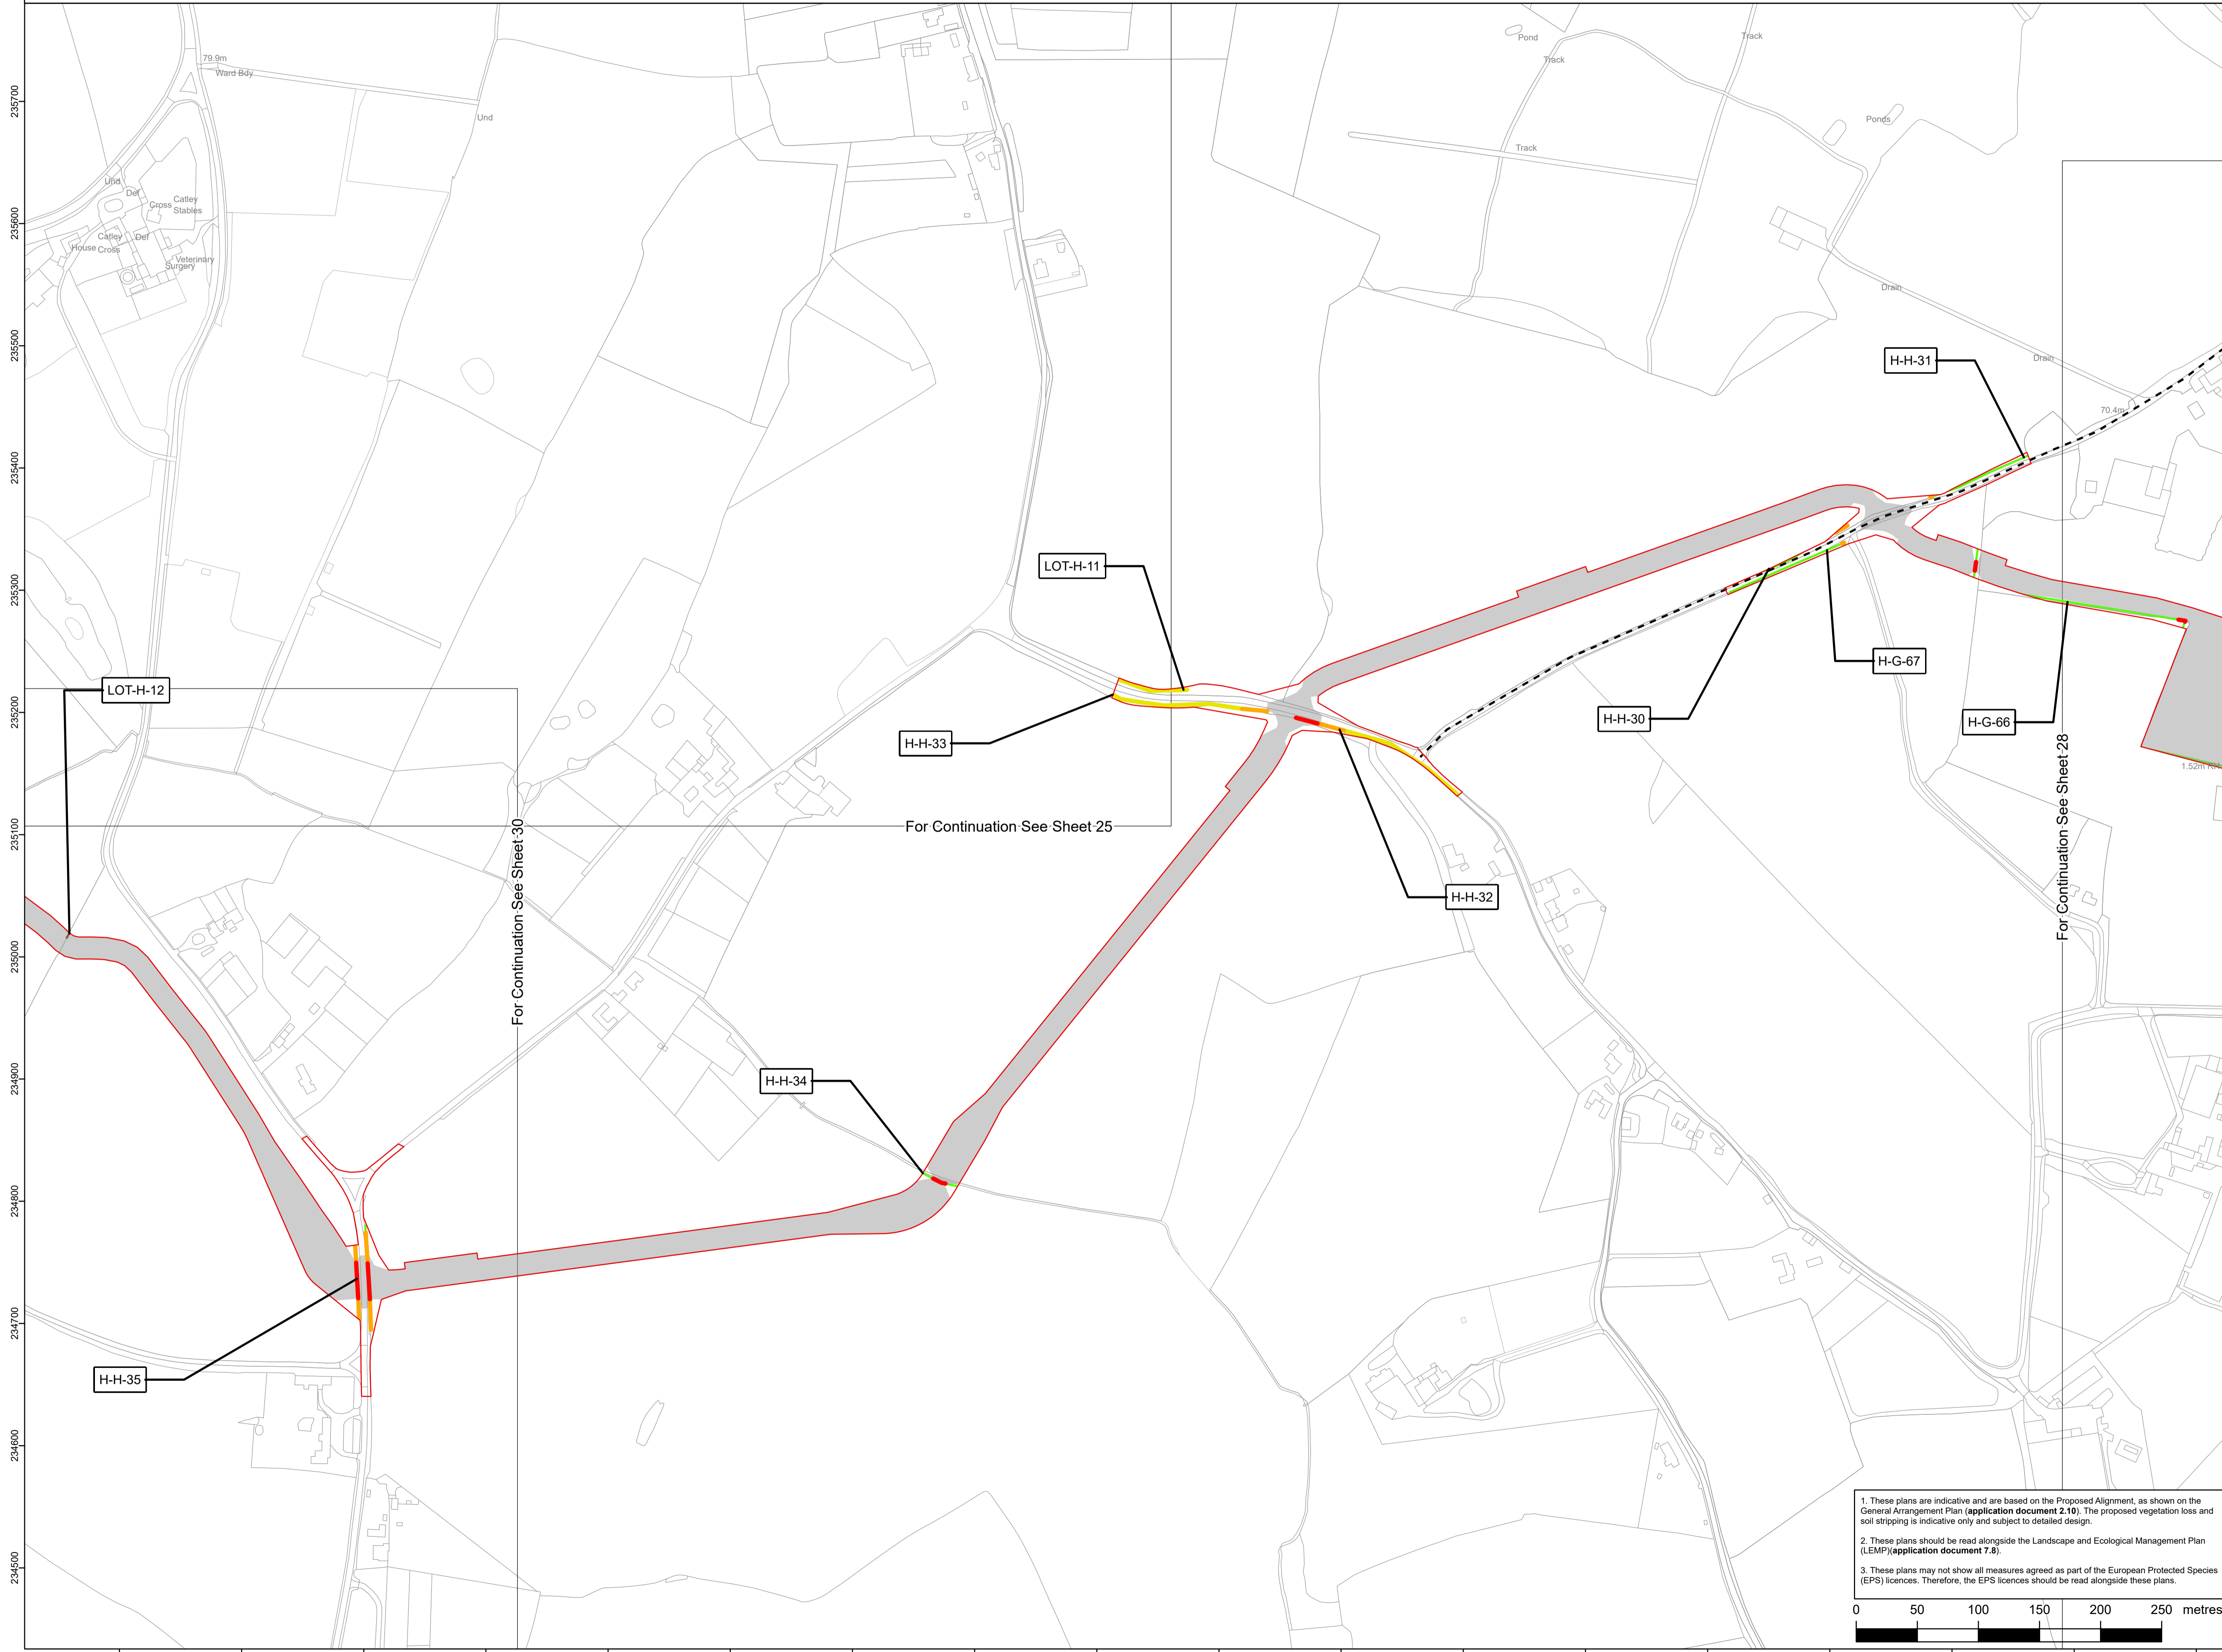 79.9m
Ward Bdy
Und
Und
Def
Cross
Catley
Stables
Catley
Def
House
Cross
Veterinary
Surgery
Pond
Track
Track
Track
Ponds
Drain
Drain
70.4m
235700
235600
235500
235400
235300
235200
235100
235000
234900
234800
234700
234600
234500
H-H-31
LOT-H-11
LOT-H-12
H-G-67
H-H-30
H-G-66
H-H-33
For Continuation See Sheet 28
1.52m RH
For Continuation See Sheet 30
For Continuation See Sheet 25
H-H-32
H-H-34
H-H-35
1. These plans are indicative and are based on the Proposed Alignment, as shown on the
General Arrangement Plan (application document 2.10). The proposed vegetation loss and
soil stripping is indicative only and subject to detailed design.
2. These plans should be read alongside the Landscape and Ecological Management Plan
(LEMP)(application document 7.8).
3. These plans may not show all measures agreed as part of the European Protected Species
(EPS) licences. Therefore, the EPS licences should be read alongside these plans.
0 50 100 150 200 250 metres